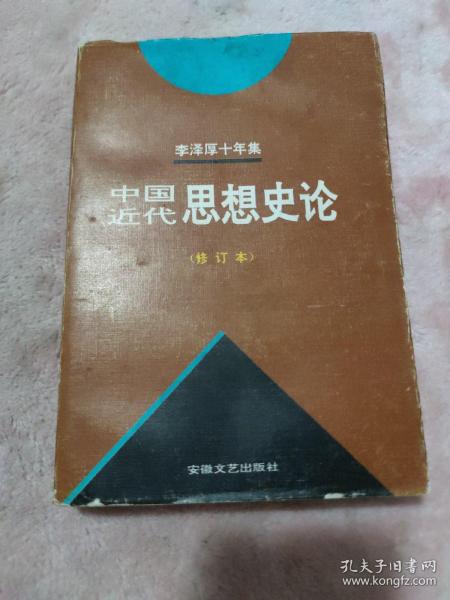 李泽厚十年集
中国近代思想史论
（修订本）
安徽文艺出版社
孔夫子旧书网
www.kongfz.com